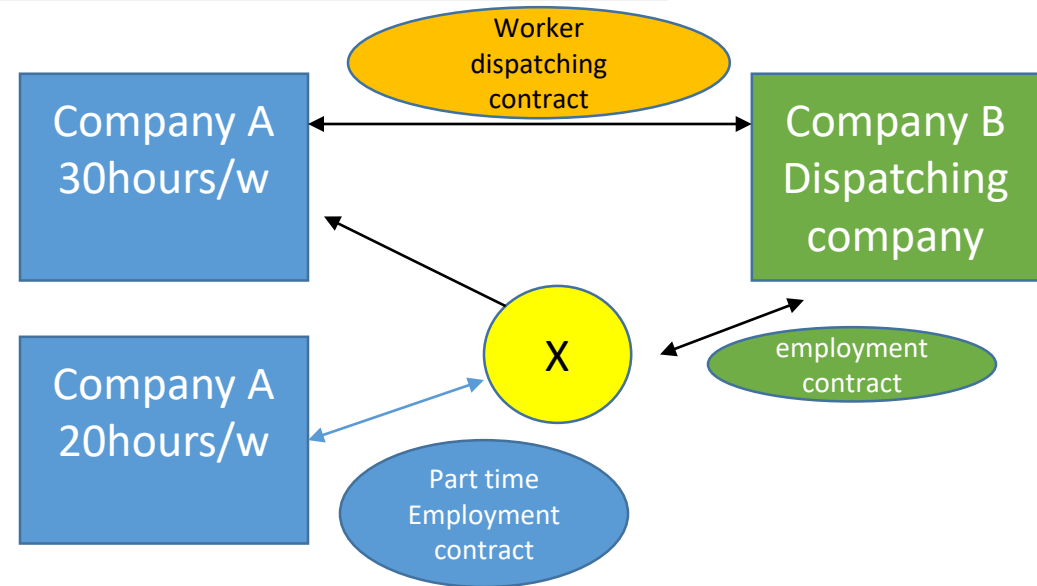 Worker
dispatching
contract
Company A
30hours/w
Company B
Dispatching
company
X
employment
contract
Company A
20hours/w
Part time
Employment
contract